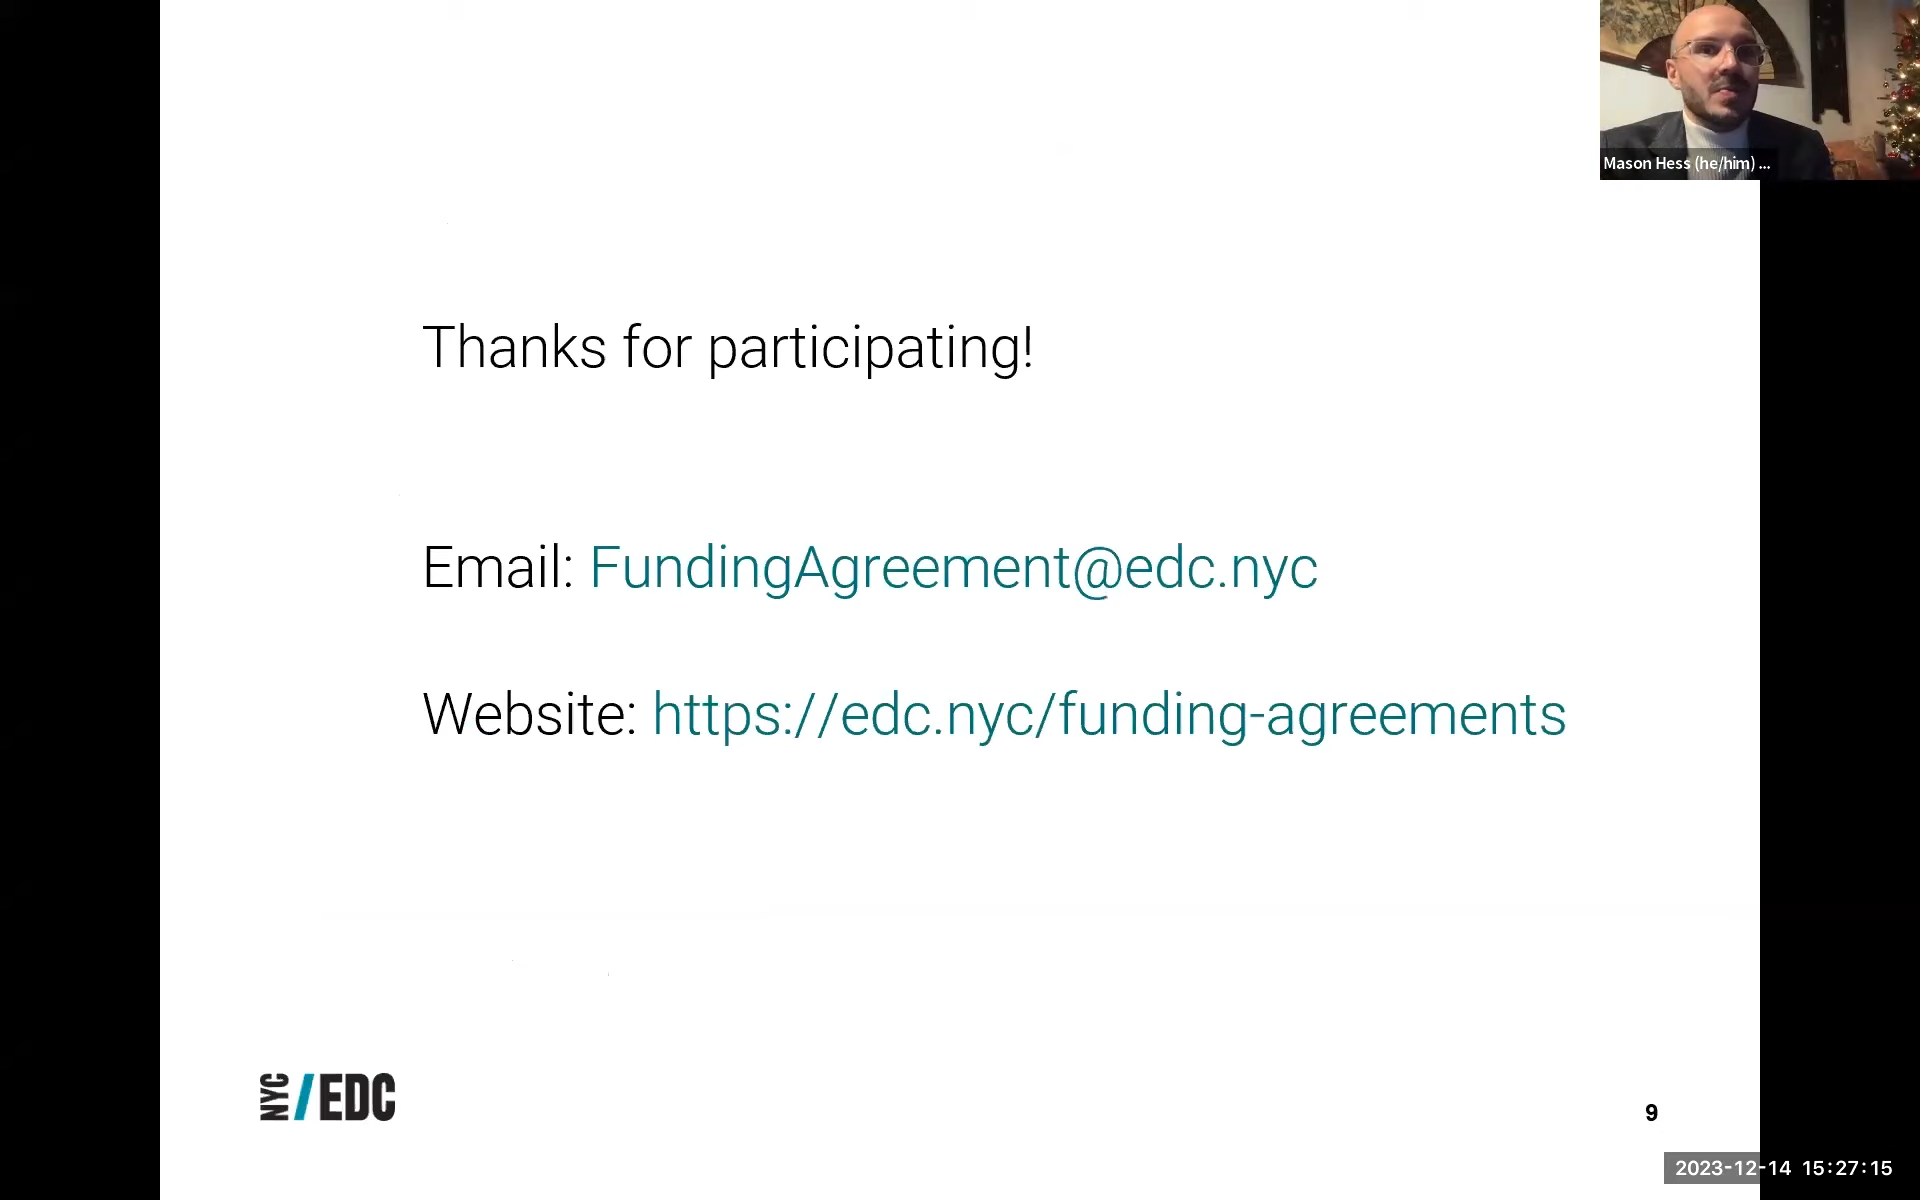 Mason Hess (he/him) ...
Thanks for participating!
Email: FundingAgreement@edc.nyc
Website: https://edc.nyc/funding-agreements
NYC/EDC
9
2023-12-14 15:27:15